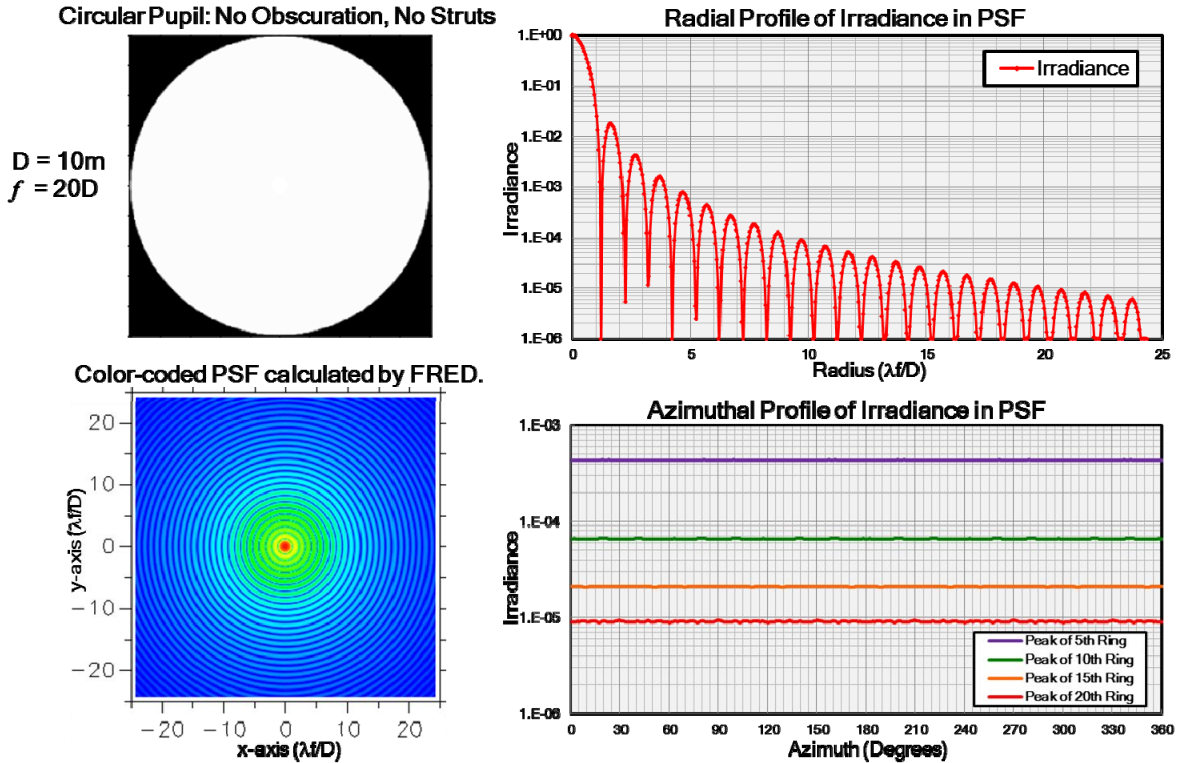 Circular Pupil: No Obscuration, No Struts
D = 10m
f = 20D
Radial Profile of Irradiance in PSF
1.E+00
1.E-01
1.E-02
1.E-03
1.E-04
1.E-05
1.E-06
Irradiance
Irradiance
0 5 10 15 20 25
Radius (λf/D)
Color-coded PSF calculated by FRED.
20
10
0
−10
−20
y-axis (λf/D)
−20 −10 0 10 20
x-axis (λf/D)
Azimuthal Profile of Irradiance in PSF
1.E-03
1.E-04
1.E-05
1.E-06
Irradiance
Peak of 5th Ring
Peak of 10th Ring
Peak of 15th Ring
Peak of 20th Ring
0 30 60 90 120 150 180 210 240 270 300 330 360
Azimuth (Degrees)